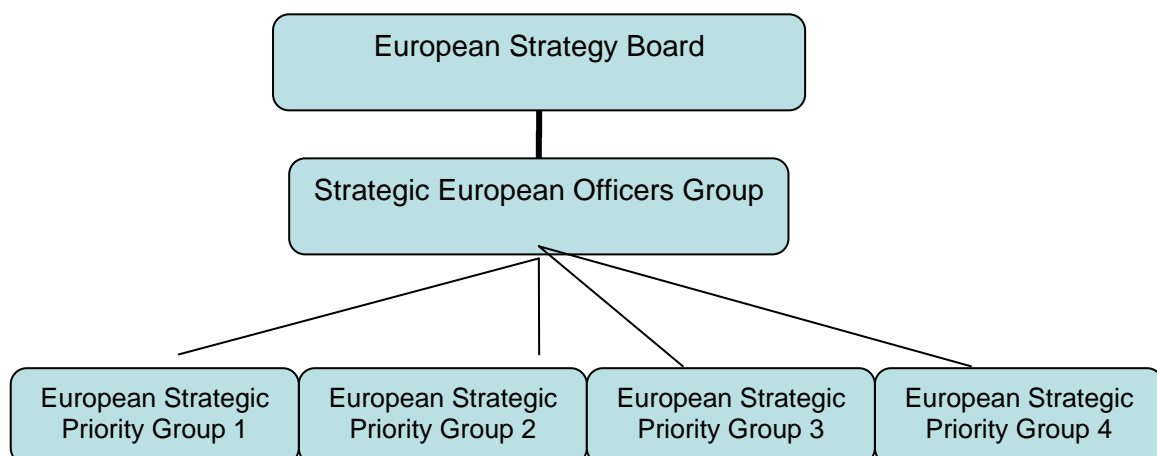 European Strategy Board
Strategic European Officers Group
European Strategic
Priority Group 1
European Strategic
Priority Group 2
European Strategic
Priority Group 3
European Strategic
Priority Group 4